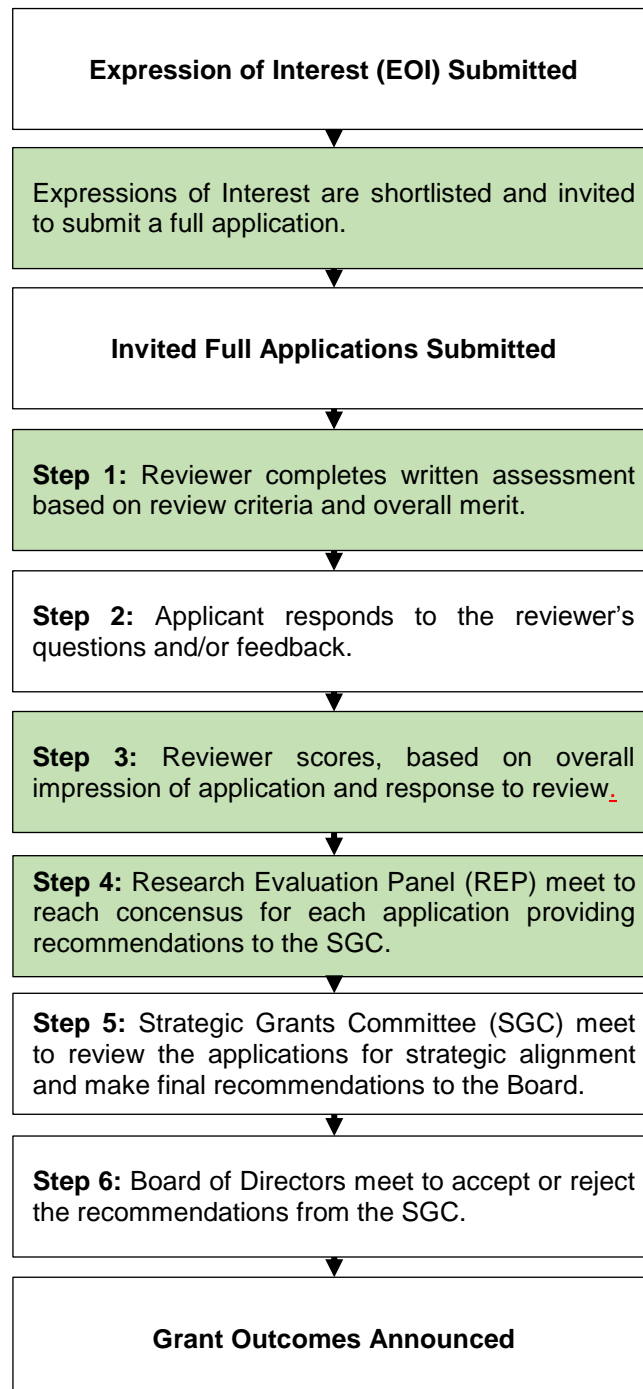 Expression of Interest (EOI) Submitted
Expressions of Interest are shortlisted and invited
to submit a full application.
Invited Full Applications Submitted
Step 1: Reviewer completes written assessment
based on review criteria and overall merit.
Step 2: Applicant responds to the reviewer’s
questions and/or feedback.
Step 3: Reviewer scores, based on overall
impression of application and response to review.
Step 4: Research Evaluation Panel (REP) meet to
reach concensus for each application providing
recommendations to the SGC.
Step 5: Strategic Grants Committee (SGC) meet
to review the applications for strategic alignment
and make final recommendations to the Board.
Step 6: Board of Directors meet to accept or reject
the recommendations from the SGC.
Grant Outcomes Announced